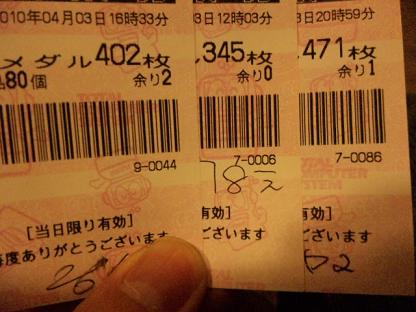 010年04月03日16時33分
メダル402枚
80個 余り2
9-0044
[当日限り有効]
毎度ありがとうございます
3日12時03分
345枚
余り0
7-0006
有効]
ございます
3日20時59分
471枚
余り1
7-0086
有効]
ございます